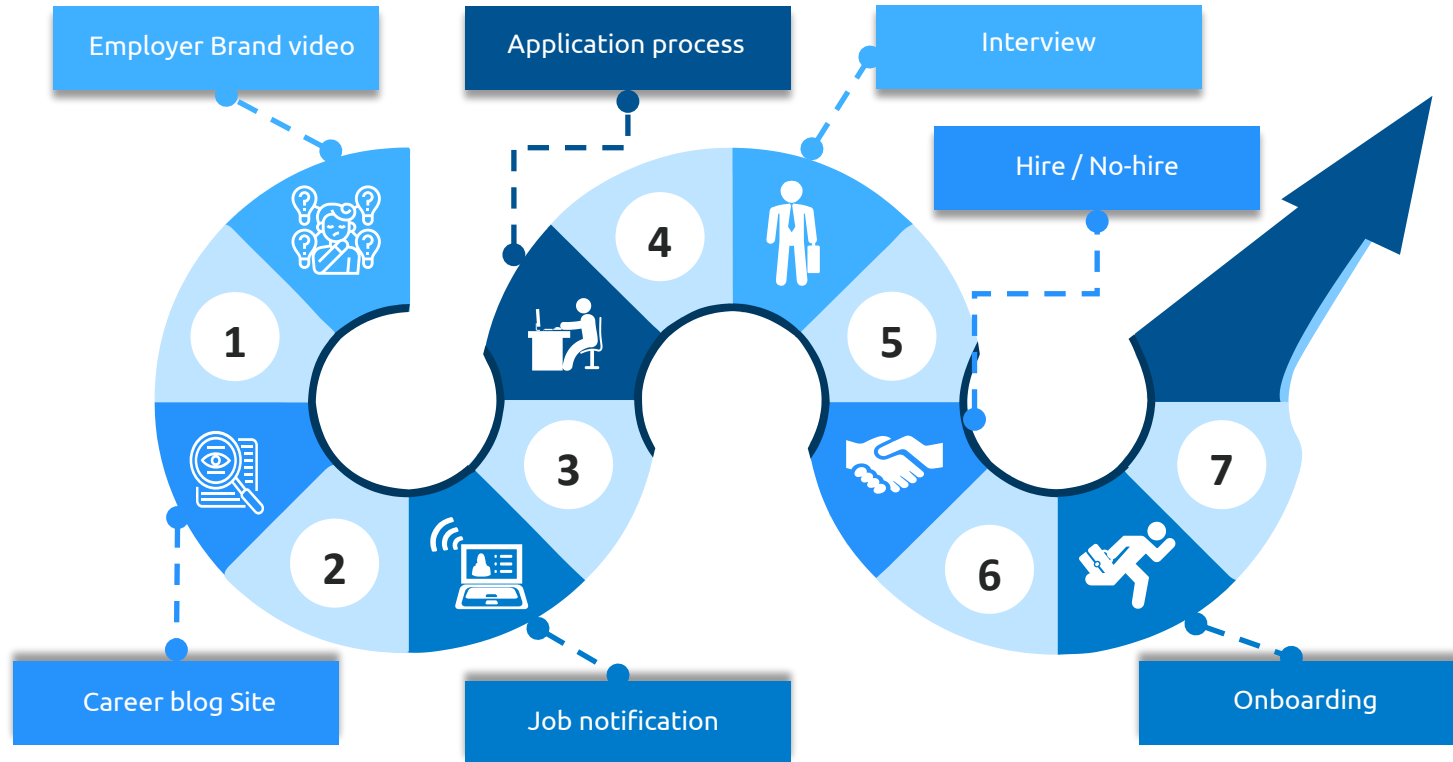 Employer Brand video
Application process
Interview
Hire / No-hire
1
2
3
4
5
6
7
Career blog Site
Job notification
Onboarding